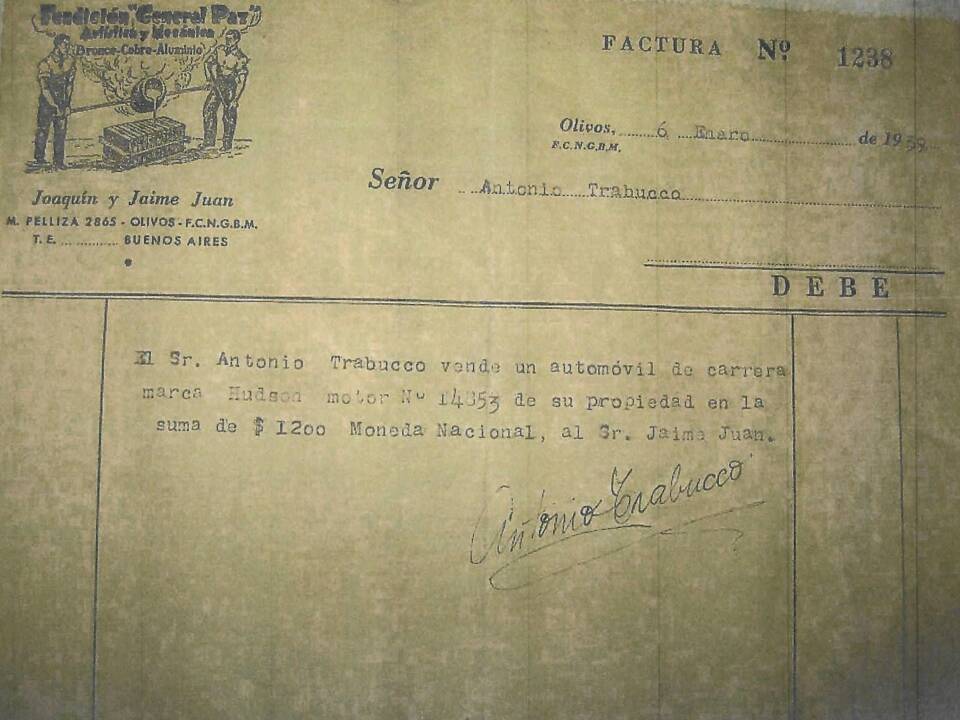 Fundición "General Paz"
Artística y Mecánica
(Bronce-Cobre-Aluminio)
FACTURA Nº 1238
Olivos, 6 Enaro de 1959
F.C.N.G.B.M.
Señor Antonio Trabucco
Joaquín y Jaime Juan
M. PELLIZA 2865 - OLIVOS - F.C.N.G.B.M.
T. E. BUENOS AIRES
DEBE
El Sr. Antonio Trabucco vende un automóvil de carrera
marca Hudson motor Nº 14853 de su propiedad en la
suma de $ 1200 Moneda Nacional, al Sr. Jaime Juan.
Antonio Trabucco